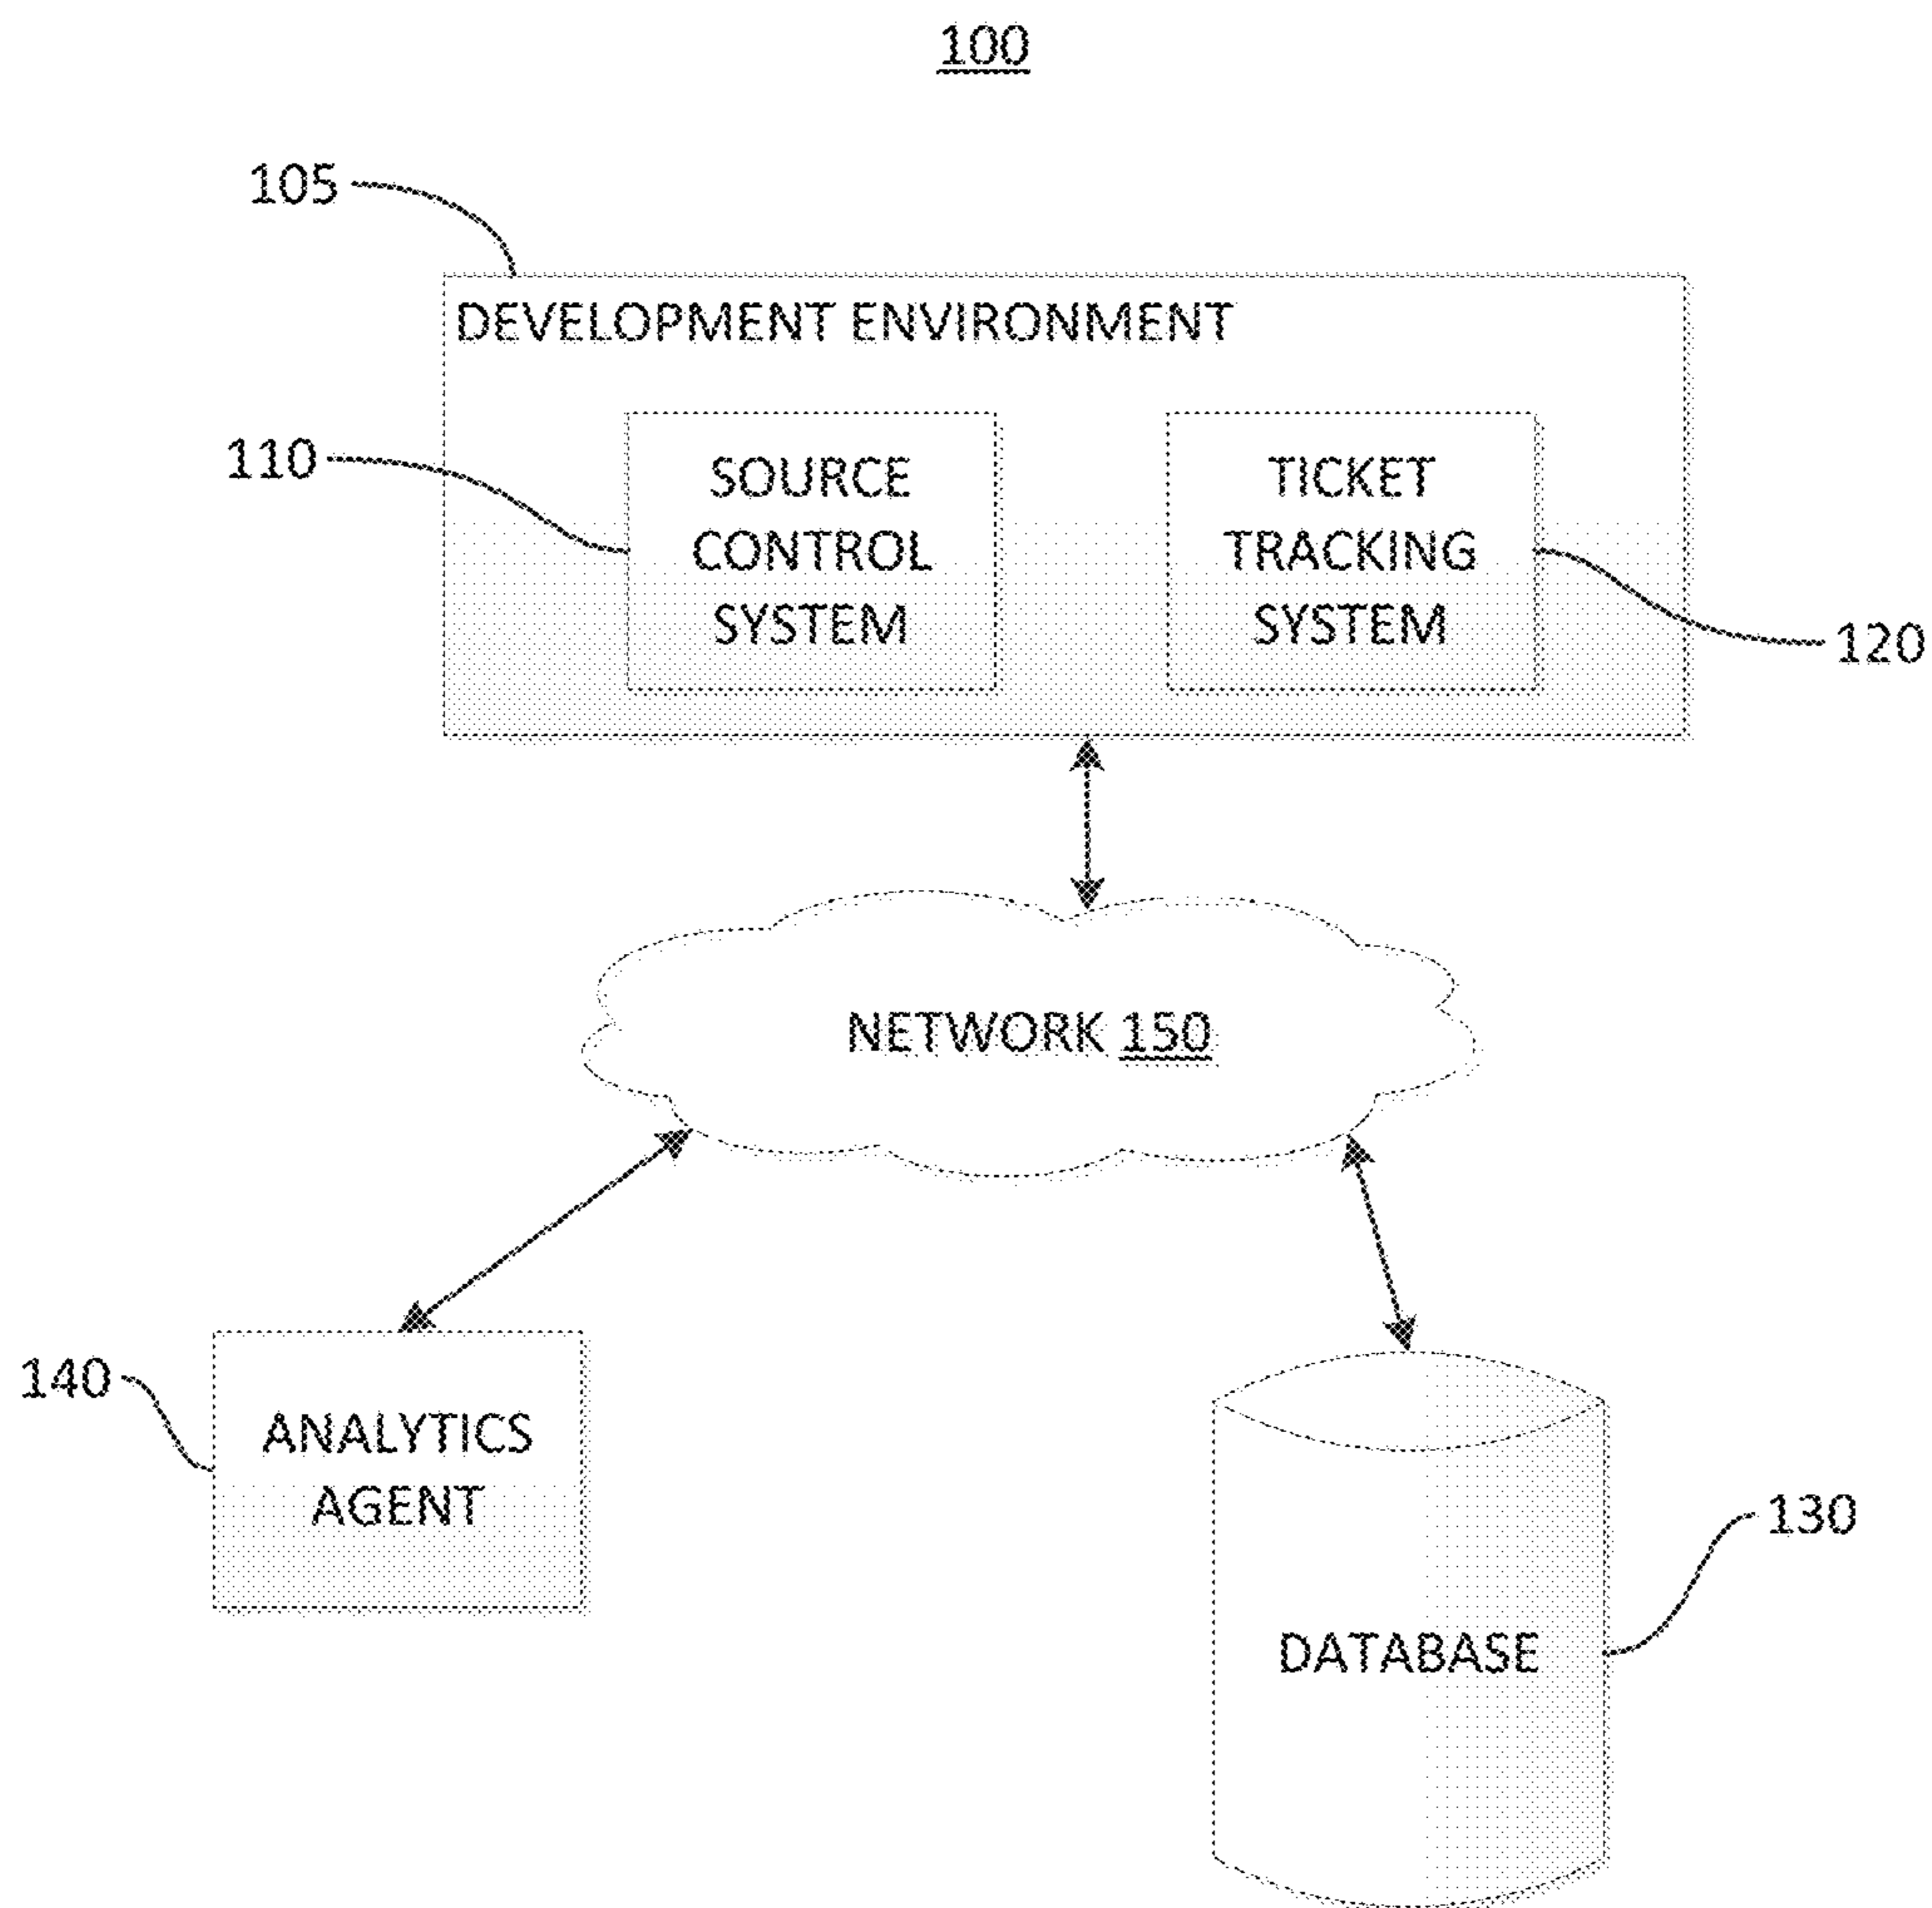 100
105
DEVELOPMENT ENVIRONMENT
110
SOURCE
CONTROL
SYSTEM
TICKET
TRACKING
SYSTEM
120
NETWORK 150
140
ANALYTICS
AGENT
130
DATABASE